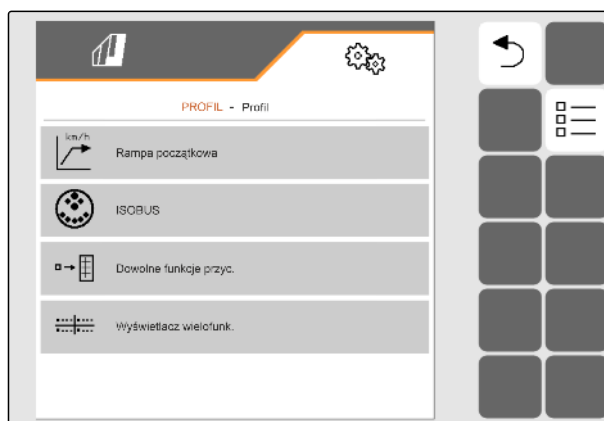 PROFIL - Profil
km/h
Rampa początkowa
ISOBUS
Dowolne funkcje przyc.
Wyświetlacz wielofunk.